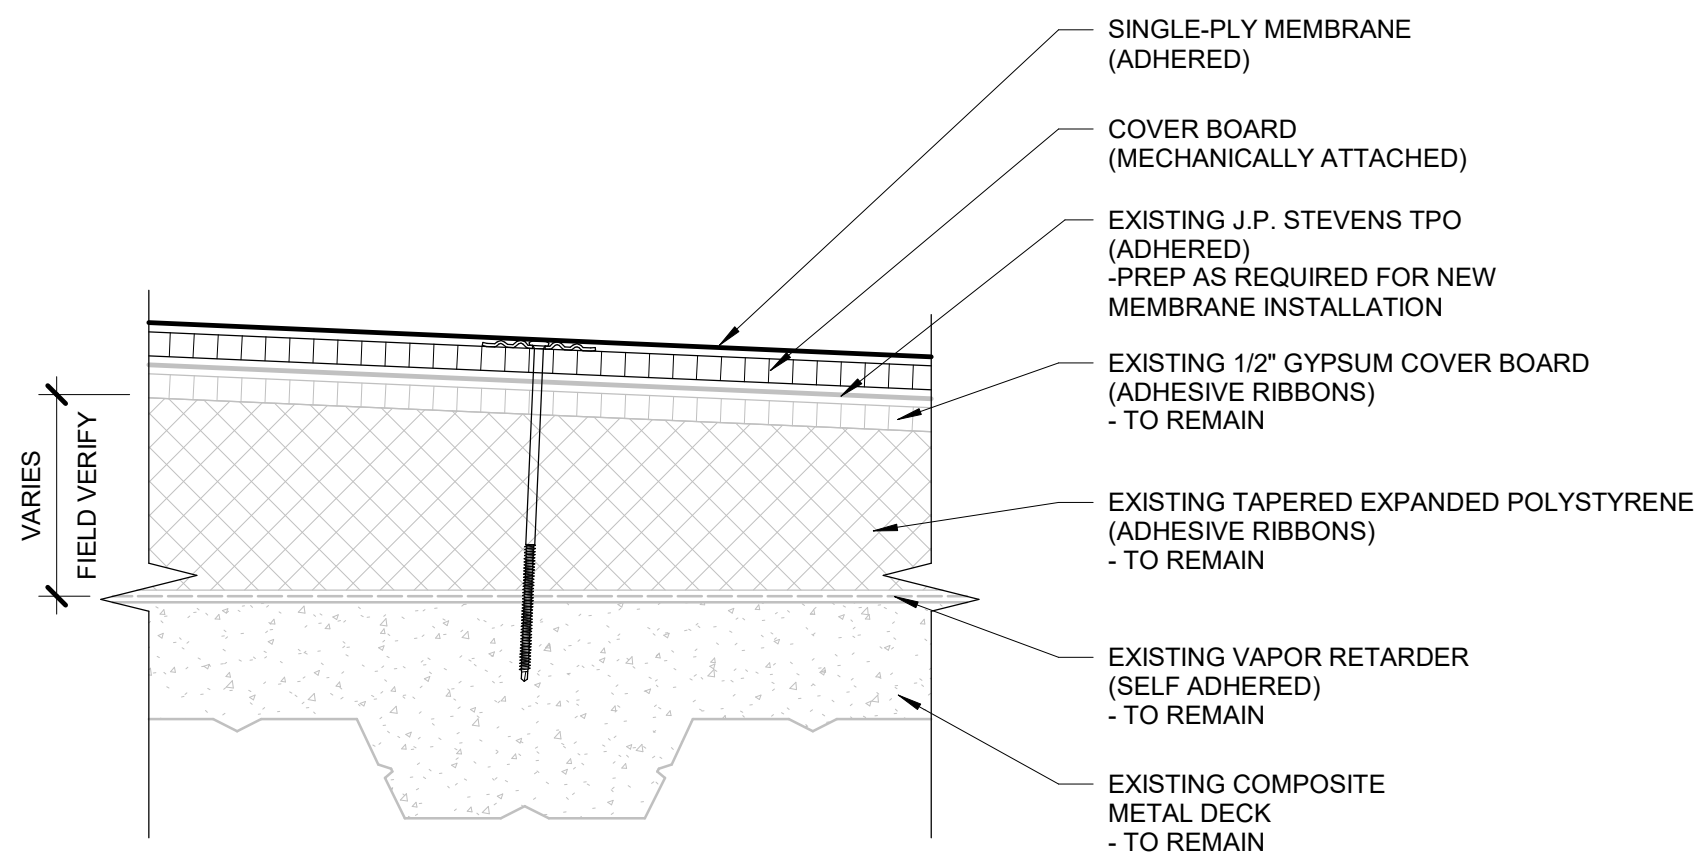 SINGLE-PLY MEMBRANE
(ADHERED)
COVER BOARD
(MECHANICALLY ATTACHED)
EXISTING J.P. STEVENS TPO
(ADHERED)
-PREP AS REQUIRED FOR NEW
MEMBRANE INSTALLATION
EXISTING 1/2" GYPSUM COVER BOARD
(ADHESIVE RIBBONS)
- TO REMAIN
EXISTING TAPERED EXPANDED POLYSTYRENE
(ADHESIVE RIBBONS)
- TO REMAIN
EXISTING VAPOR RETARDER
(SELF ADHERED)
- TO REMAIN
EXISTING COMPOSITE
METAL DECK
- TO REMAIN
VARIES
FIELD VERIFY